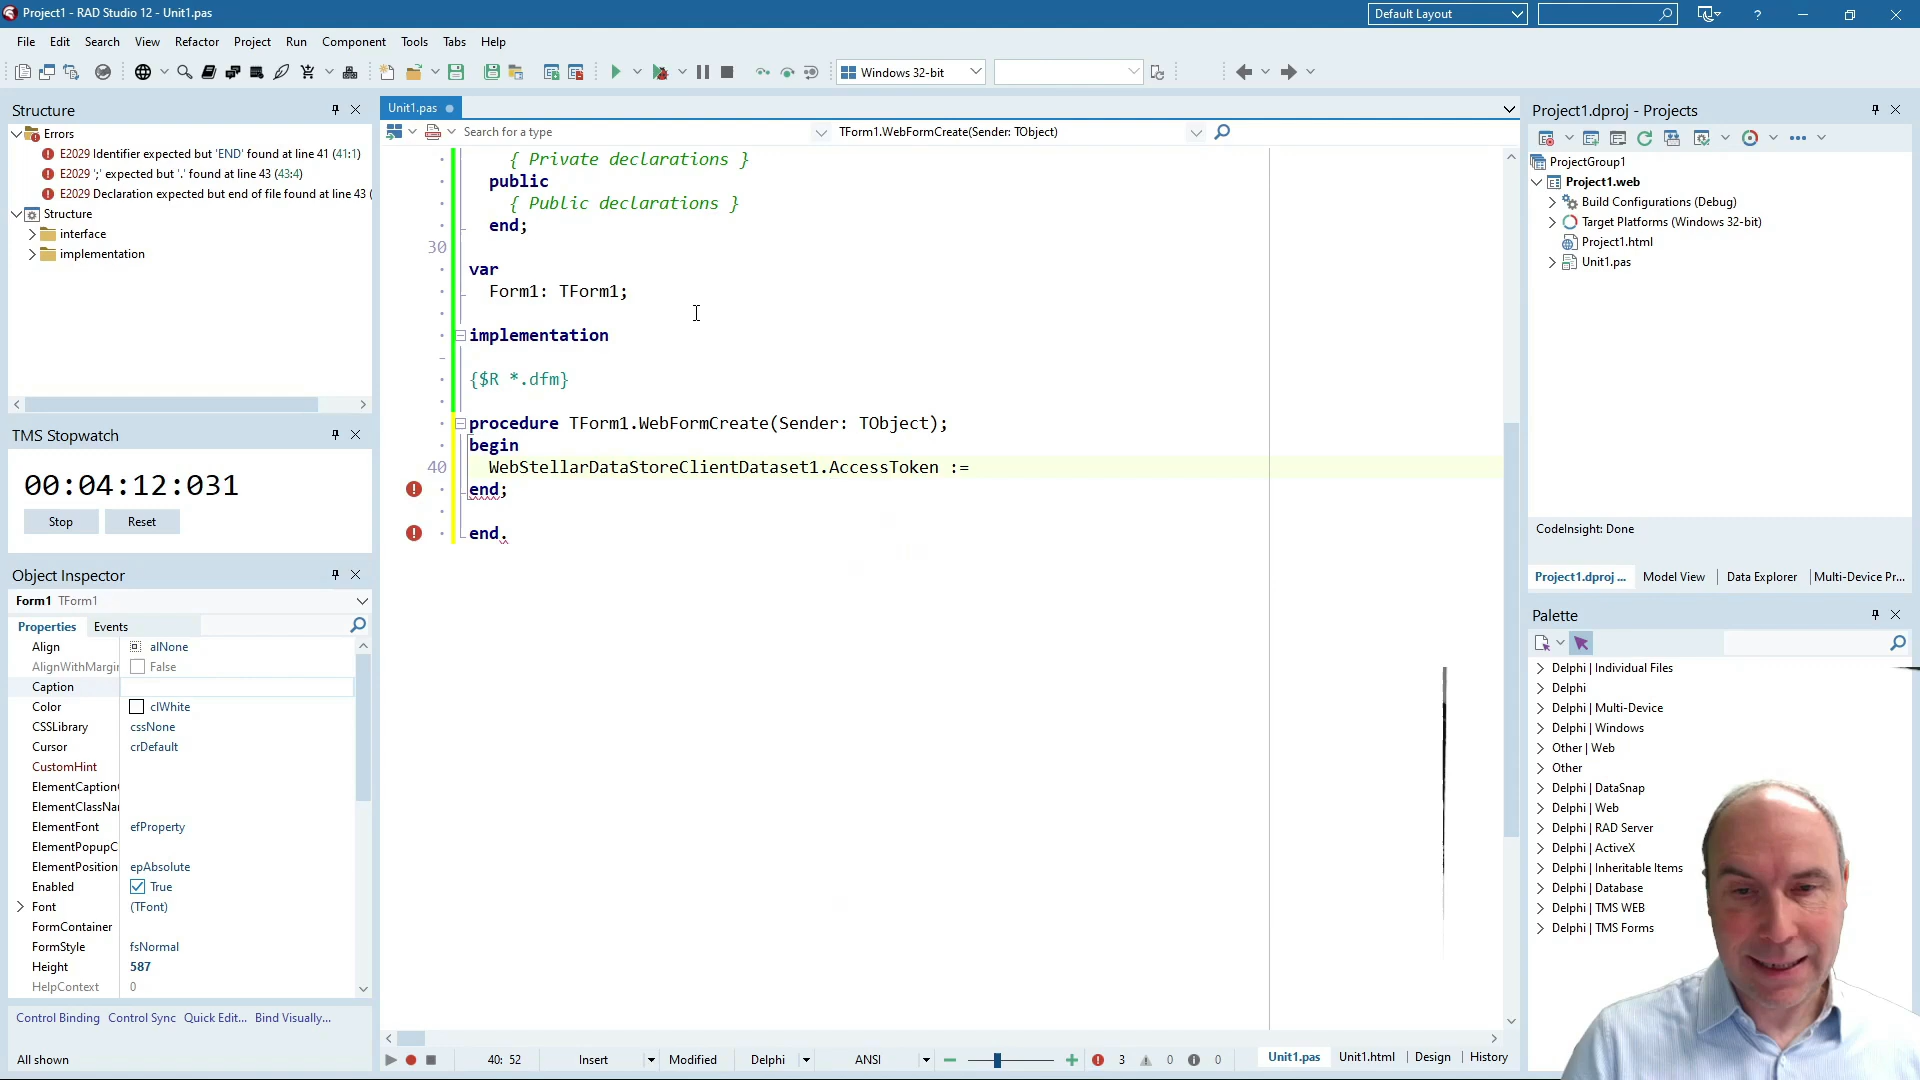 Project1 - RAD Studio 12 - Unit1.pas
Default Layout
File Edit Search View Refactor Project Run Component Tools Tabs Help
Windows 32-bit
Structure
Errors
E2029 Identifier expected but 'END' found at line 41 (41:1)
E2029 ';' expected but '.' found at line 43 (43:4)
E2029 Declaration expected but end of file found at line 43 (
Structure
interface
implementation
TMS Stopwatch
00:04:12:031
Stop Reset
Object Inspector
Form1 TForm1
Properties Events
Align alNone
AlignWithMargin False
Caption
Color clWhite
CSSLibrary cssNone
Cursor crDefault
CustomHint
ElementCaption
ElementClassNa
ElementFont efProperty
ElementPopupC
ElementPosition epAbsolute
Enabled True
Font (TFont)
FormContainer
FormStyle fsNormal
Height 587
HelpContext 0
Control Binding Control Sync Quick Edit... Bind Visually...
All shown
Unit1.pas
Search for a type TForm1.WebFormCreate(Sender: TObject)
{ Private declarations }
public
{ Public declarations }
end;
30
var
Form1: TForm1;
implementation
{$R *.dfm}
procedure TForm1.WebFormCreate(Sender: TObject);
begin
40 WebStellarDataStoreClientDataset1.AccessToken :=
end;
end.
40: 52 Insert Modified Delphi ANSI 3 0 0 Unit1.pas Unit1.html Design History
Project1.dproj - Projects
ProjectGroup1
Project1.web
Build Configurations (Debug)
Target Platforms (Windows 32-bit)
Project1.html
Unit1.pas
CodeInsight: Done
Project1.dproj ... Model View Data Explorer Multi-Device Pr...
Palette
Delphi | Individual Files
Delphi
Delphi | Multi-Device
Delphi | Windows
Other | Web
Other
Delphi | DataSnap
Delphi | Web
Delphi | RAD Server
Delphi | ActiveX
Delphi | Inheritable Items
Delphi | Database
Delphi | TMS WEB
Delphi | TMS Forms